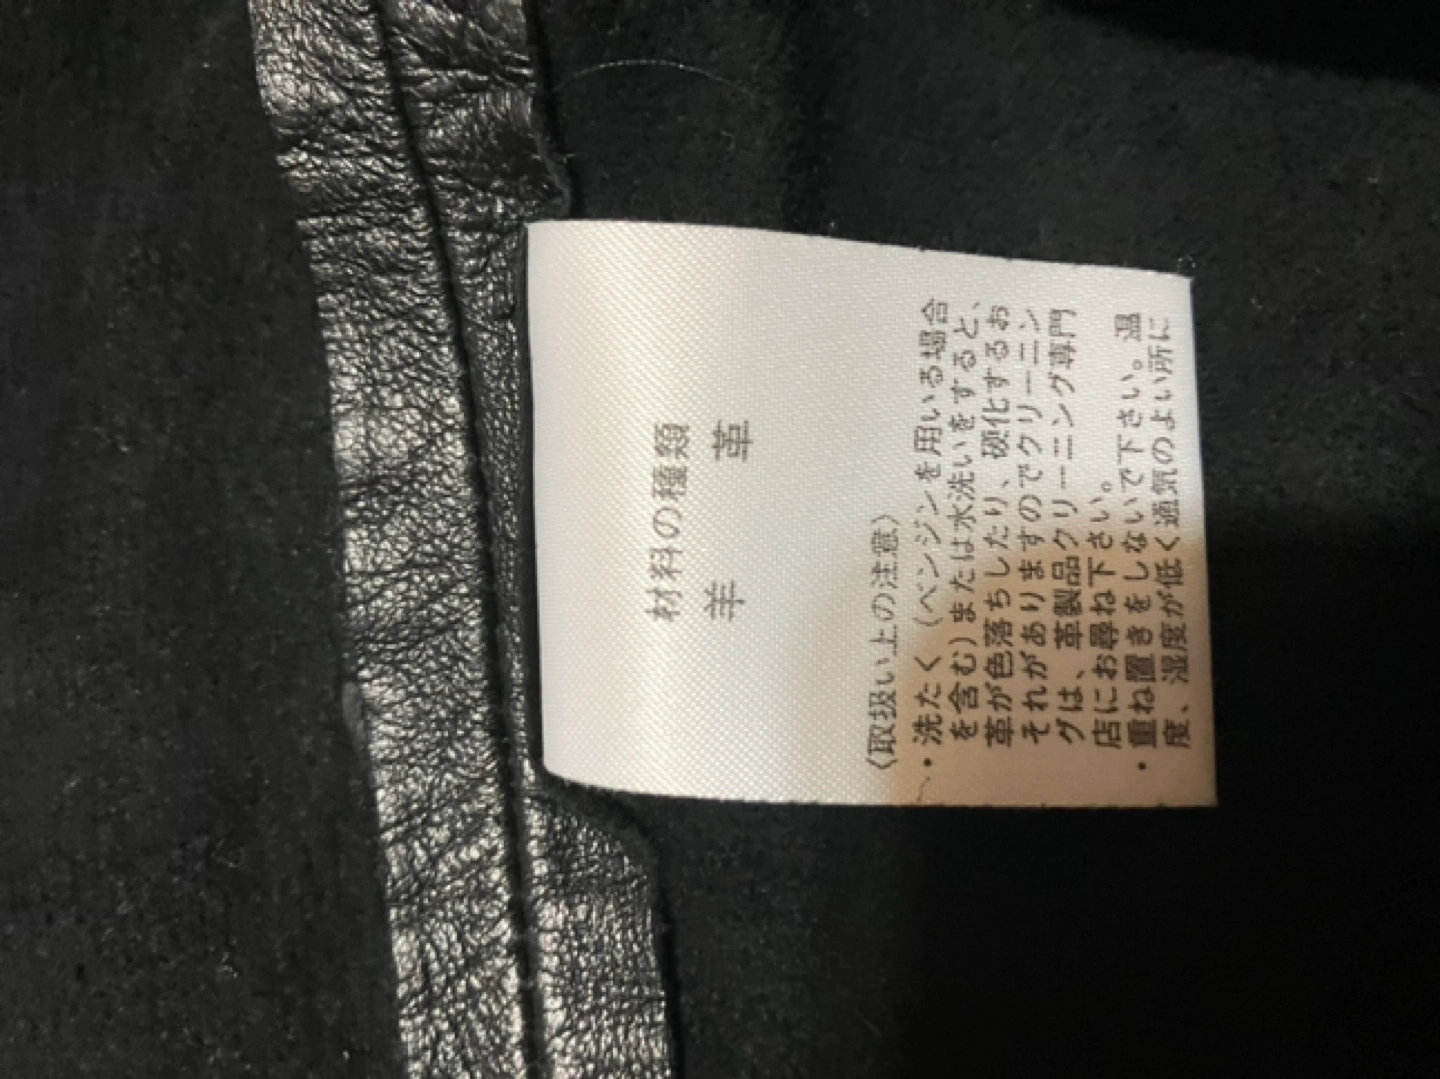 材料の種類
羊 革
〈取扱い上の注意〉
・洗たく(ベンジンを用いる場合
を含む)または水洗いをすると、
革が色落ちしたり、硬化するお
それがありますのでクリーニン
グは、革製品クリーニング専門
店にお尋ね下さい。
・重ね置きをしないで下さい。温
度、湿度が低く通気のよい所に